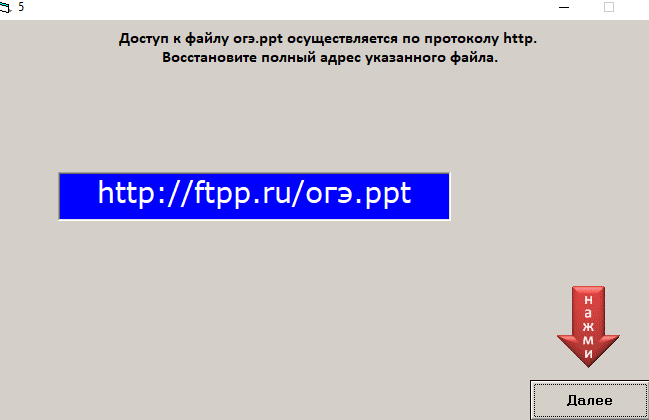 5
Доступ к файлу огэ.ppt осуществляется по протоколу http.
Восстановите полный адрес указанного файла.
http://ftpp.ru/огэ.ppt
нажми
Далее